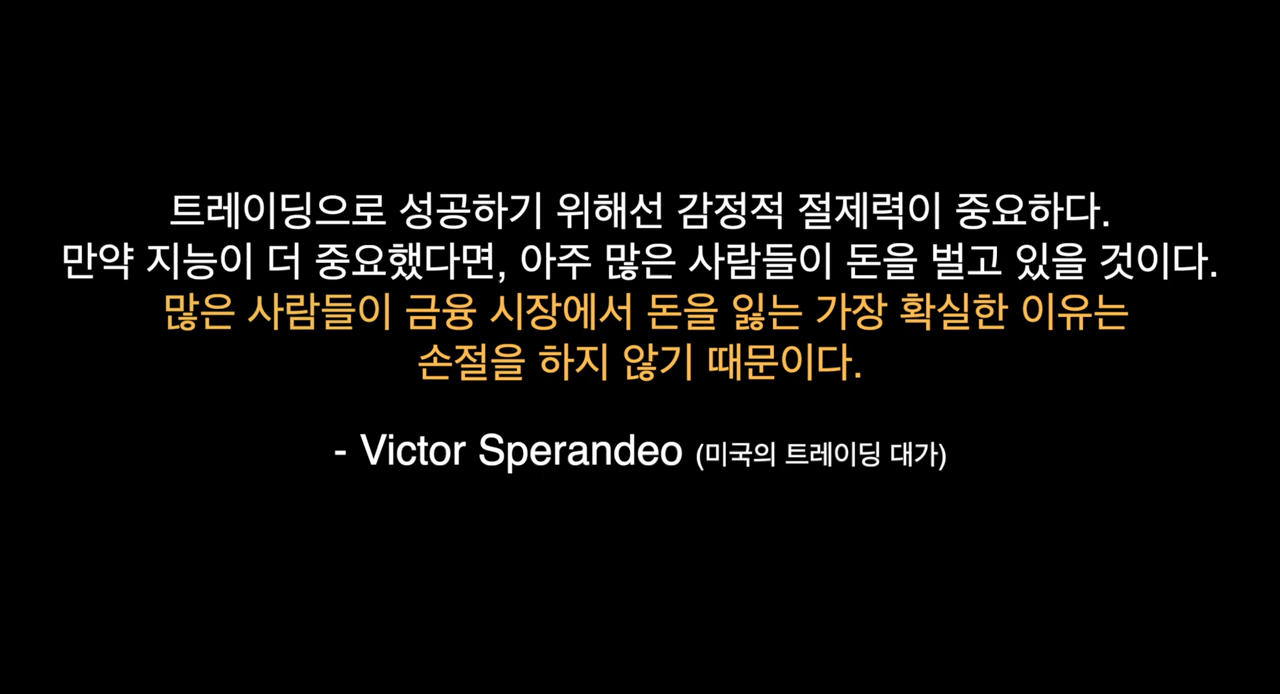 트레이딩으로 성공하기 위해선 감정적 절제력이 중요하다.
만약 지능이 더 중요했다면, 아주 많은 사람들이 돈을 벌고 있을 것이다.
많은 사람들이 금융 시장에서 돈을 잃는 가장 확실한 이유는
손절을 하지 않기 때문이다.
- Victor Sperandeo (미국의 트레이딩 대가)